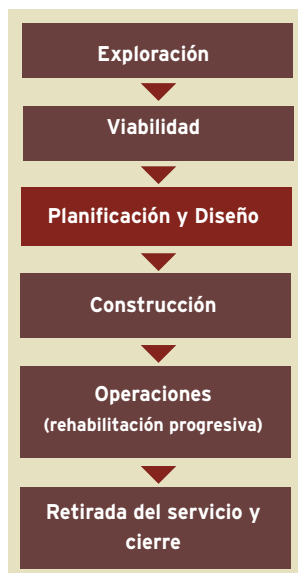 Exploración
Viabilidad
Planificación y Diseño
Construcción
Operaciones
(rehabilitación progresiva)
Retirada del servicio y
cierre